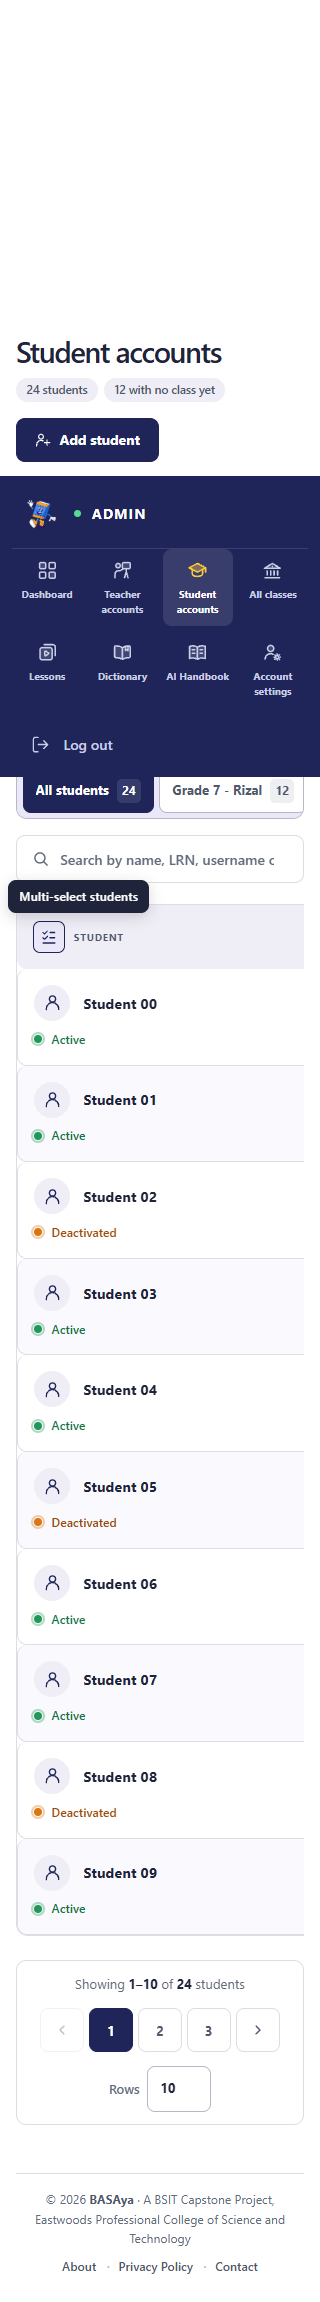 Student accounts
24 students 12 with no class yet
Add student
ADMIN
Dashboard
Teacher accounts
Student accounts
All classes
Lessons
Dictionary
AI Handbook
Account settings
Log out
All students 24 Grade 7 - Rizal 12
Search by name, LRN, username
Multi-select students
STUDENT
Student 00
Active
Student 01
Active
Student 02
Deactivated
Student 03
Active
Student 04
Active
Student 05
Deactivated
Student 06
Active
Student 07
Active
Student 08
Deactivated
Student 09
Active
Showing 1–10 of 24 students
1 2 3
Rows 10
© 2026 BASAya · A BSIT Capstone Project,
Eastwoods Professional College of Science and
Technology
About · Privacy Policy · Contact